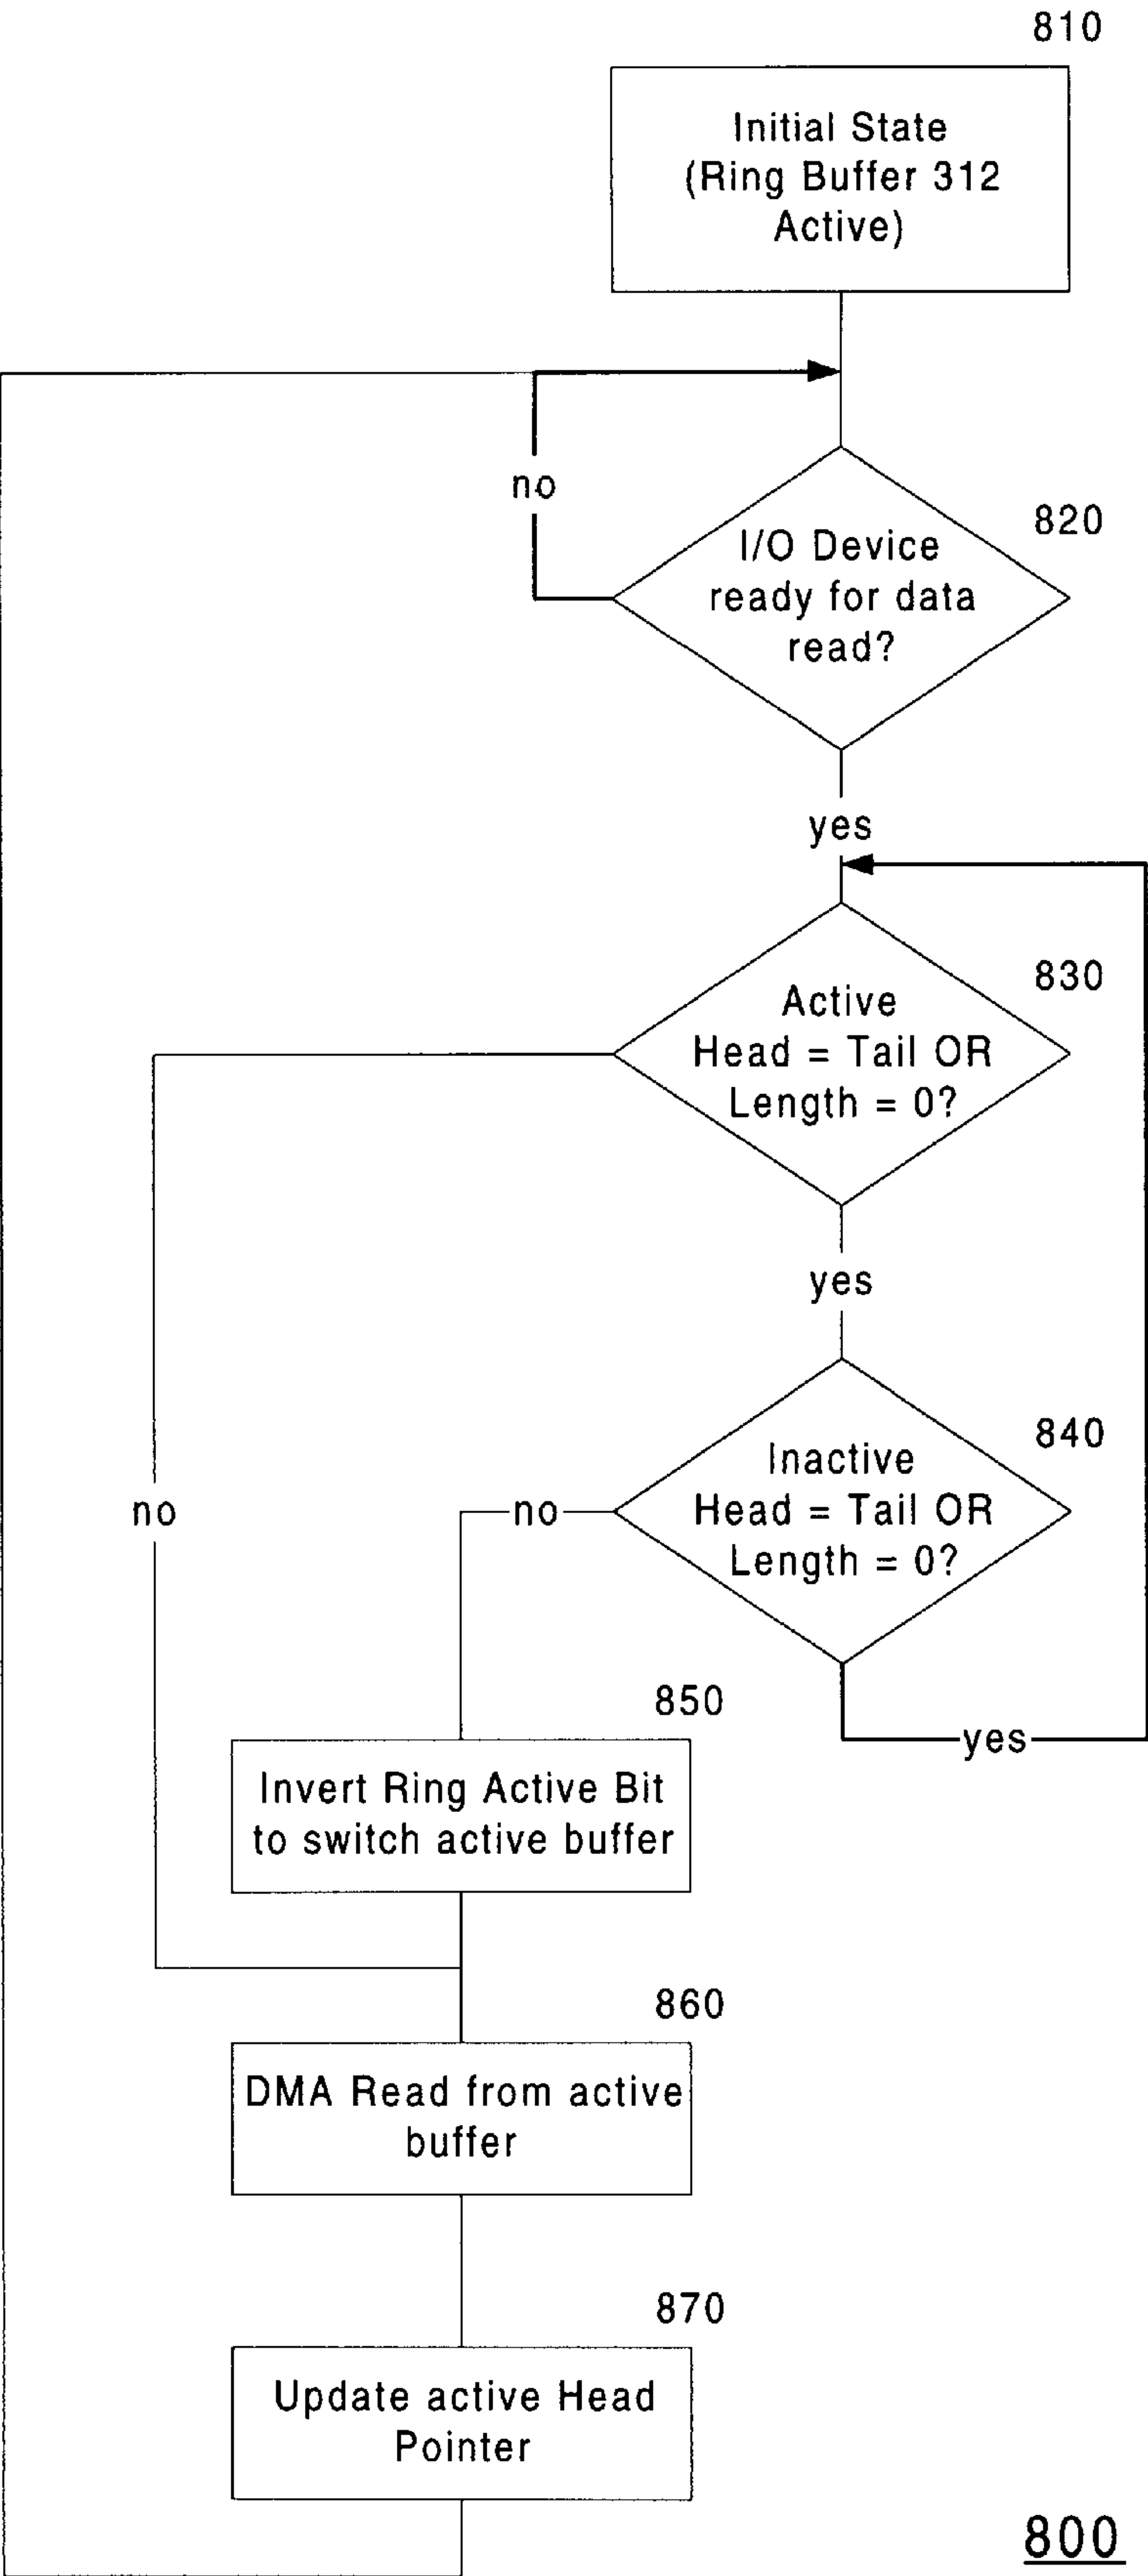 810
Initial State
(Ring Buffer 312
Active)
no
820
I/O Device
ready for data
read?
yes
830
Active
Head = Tail OR
Length = 0?
yes
840
Inactive
Head = Tail OR
Length = 0?
no
no
yes
850
Invert Ring Active Bit
to switch active buffer
860
DMA Read from active
buffer
870
Update active Head
Pointer
800